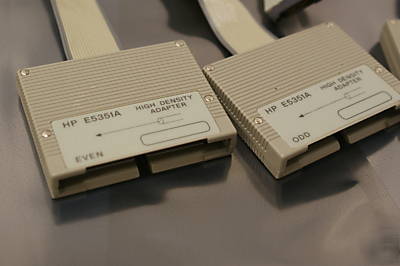 HP E5351A
HIGH DENSITY
ADAPTER
EVEN
HP E5351A
HIGH DENSITY
ADAPTER
ODD